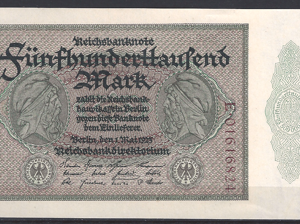 Reichsbanknote
Fünfhunderttausend
Mark
zahlt die Reichsbank-
hauptkasse in Berlin
gegen diese Banknote
dem Einlieferer.
Berlin, den 1. Mai 1923
Reichsbankdirektorium